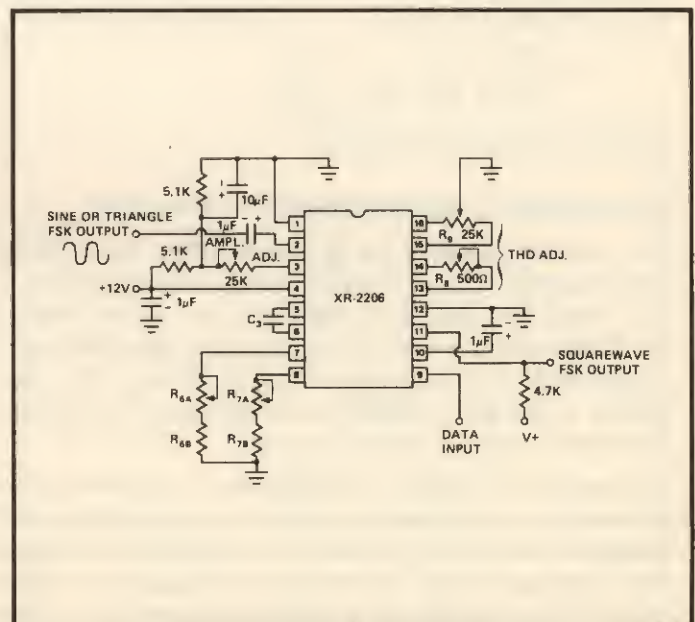 5.1K
10μF
SINE OR TRIANGLE
FSK OUTPUT
1μF
AMPL.
ADJ.
5.1K
25K
+12V
1μF
C3
R6A
R7A
R6B
R7B
XR-2206
1
2
3
4
5
6
7
8
16
15
14
13
12
11
10
9
R9 25K
R8 500Ω
THD ADJ.
1μF
SQUAREWAVE
FSK OUTPUT
4.7K
DATA
INPUT
V+